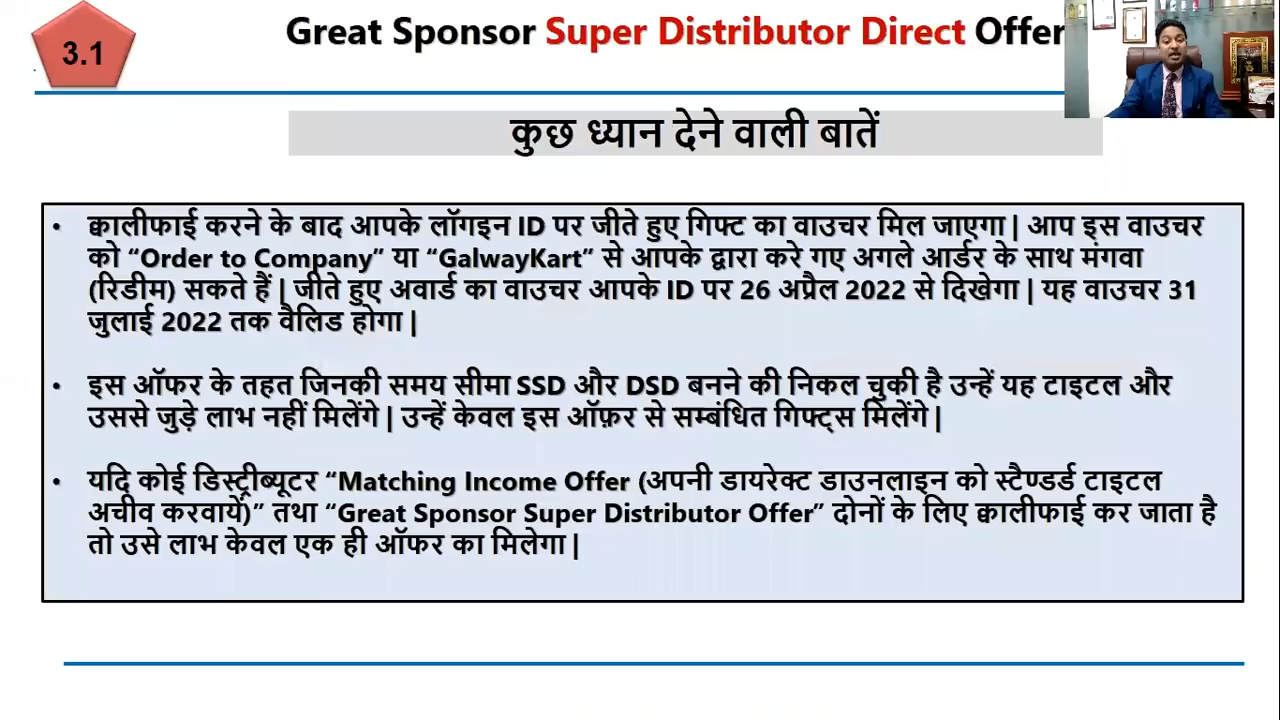 3.1
Great Sponsor Super Distributor Direct Offer
कुछ ध्यान देने वाली बातें
• क्वालीफाई करने के बाद आपके लॉगइन ID पर जीते हुए गिफ्ट का वाउचर मिल जाएगा | आप इस वाउचर
को “Order to Company” या “GalwayKart” से आपके द्वारा करे गए अगले आर्डर के साथ मंगवा
(रिडीम) सकते हैं | जीते हुए अवार्ड का वाउचर आपके ID पर 26 अप्रैल 2022 से दिखेगा | यह वाउचर 31
जुलाई 2022 तक वैलिड होगा |
• इस ऑफर के तहत जिनकी समय सीमा SSD और DSD बनने की निकल चुकी है उन्हें यह टाइटल और
उससे जुड़े लाभ नहीं मिलेंगे | उन्हें केवल इस ऑफ़र से सम्बंधित गिफ्ट्स मिलेंगे |
• यदि कोई डिस्ट्रीब्यूटर “Matching Income Offer (अपनी डायरेक्ट डाउनलाइन को स्टैण्डर्ड टाइटल
अचीव करवायें)” तथा “Great Sponsor Super Distributor Offer” दोनों के लिए क्वालीफाई कर जाता है
तो उसे लाभ केवल एक ही ऑफर का मिलेगा |